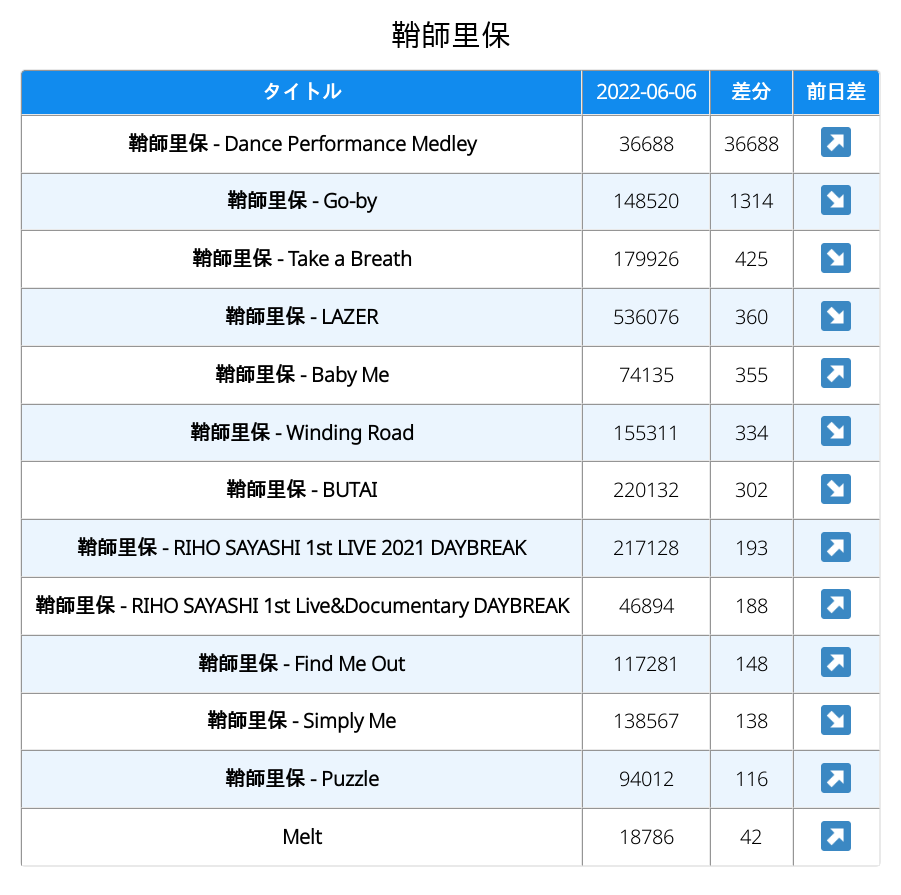 鞘師里保
タイトル 2022-06-06 差分 前日差
鞘師里保 - Dance Performance Medley 36688 36688 ↗
鞘師里保 - Go-by 148520 1314 ↘
鞘師里保 - Take a Breath 179926 425 ↘
鞘師里保 - LAZER 536076 360 ↘
鞘師里保 - Baby Me 74135 355 ↗
鞘師里保 - Winding Road 155311 334 ↘
鞘師里保 - BUTAI 220132 302 ↘
鞘師里保 - RIHO SAYASHI 1st LIVE 2021 DAYBREAK 217128 193 ↗
鞘師里保 - RIHO SAYASHI 1st Live&Documentary DAYBREAK 46894 188 ↗
鞘師里保 - Find Me Out 117281 148 ↗
鞘師里保 - Simply Me 138567 138 ↘
鞘師里保 - Puzzle 94012 116 ↗
Melt 18786 42 ↗